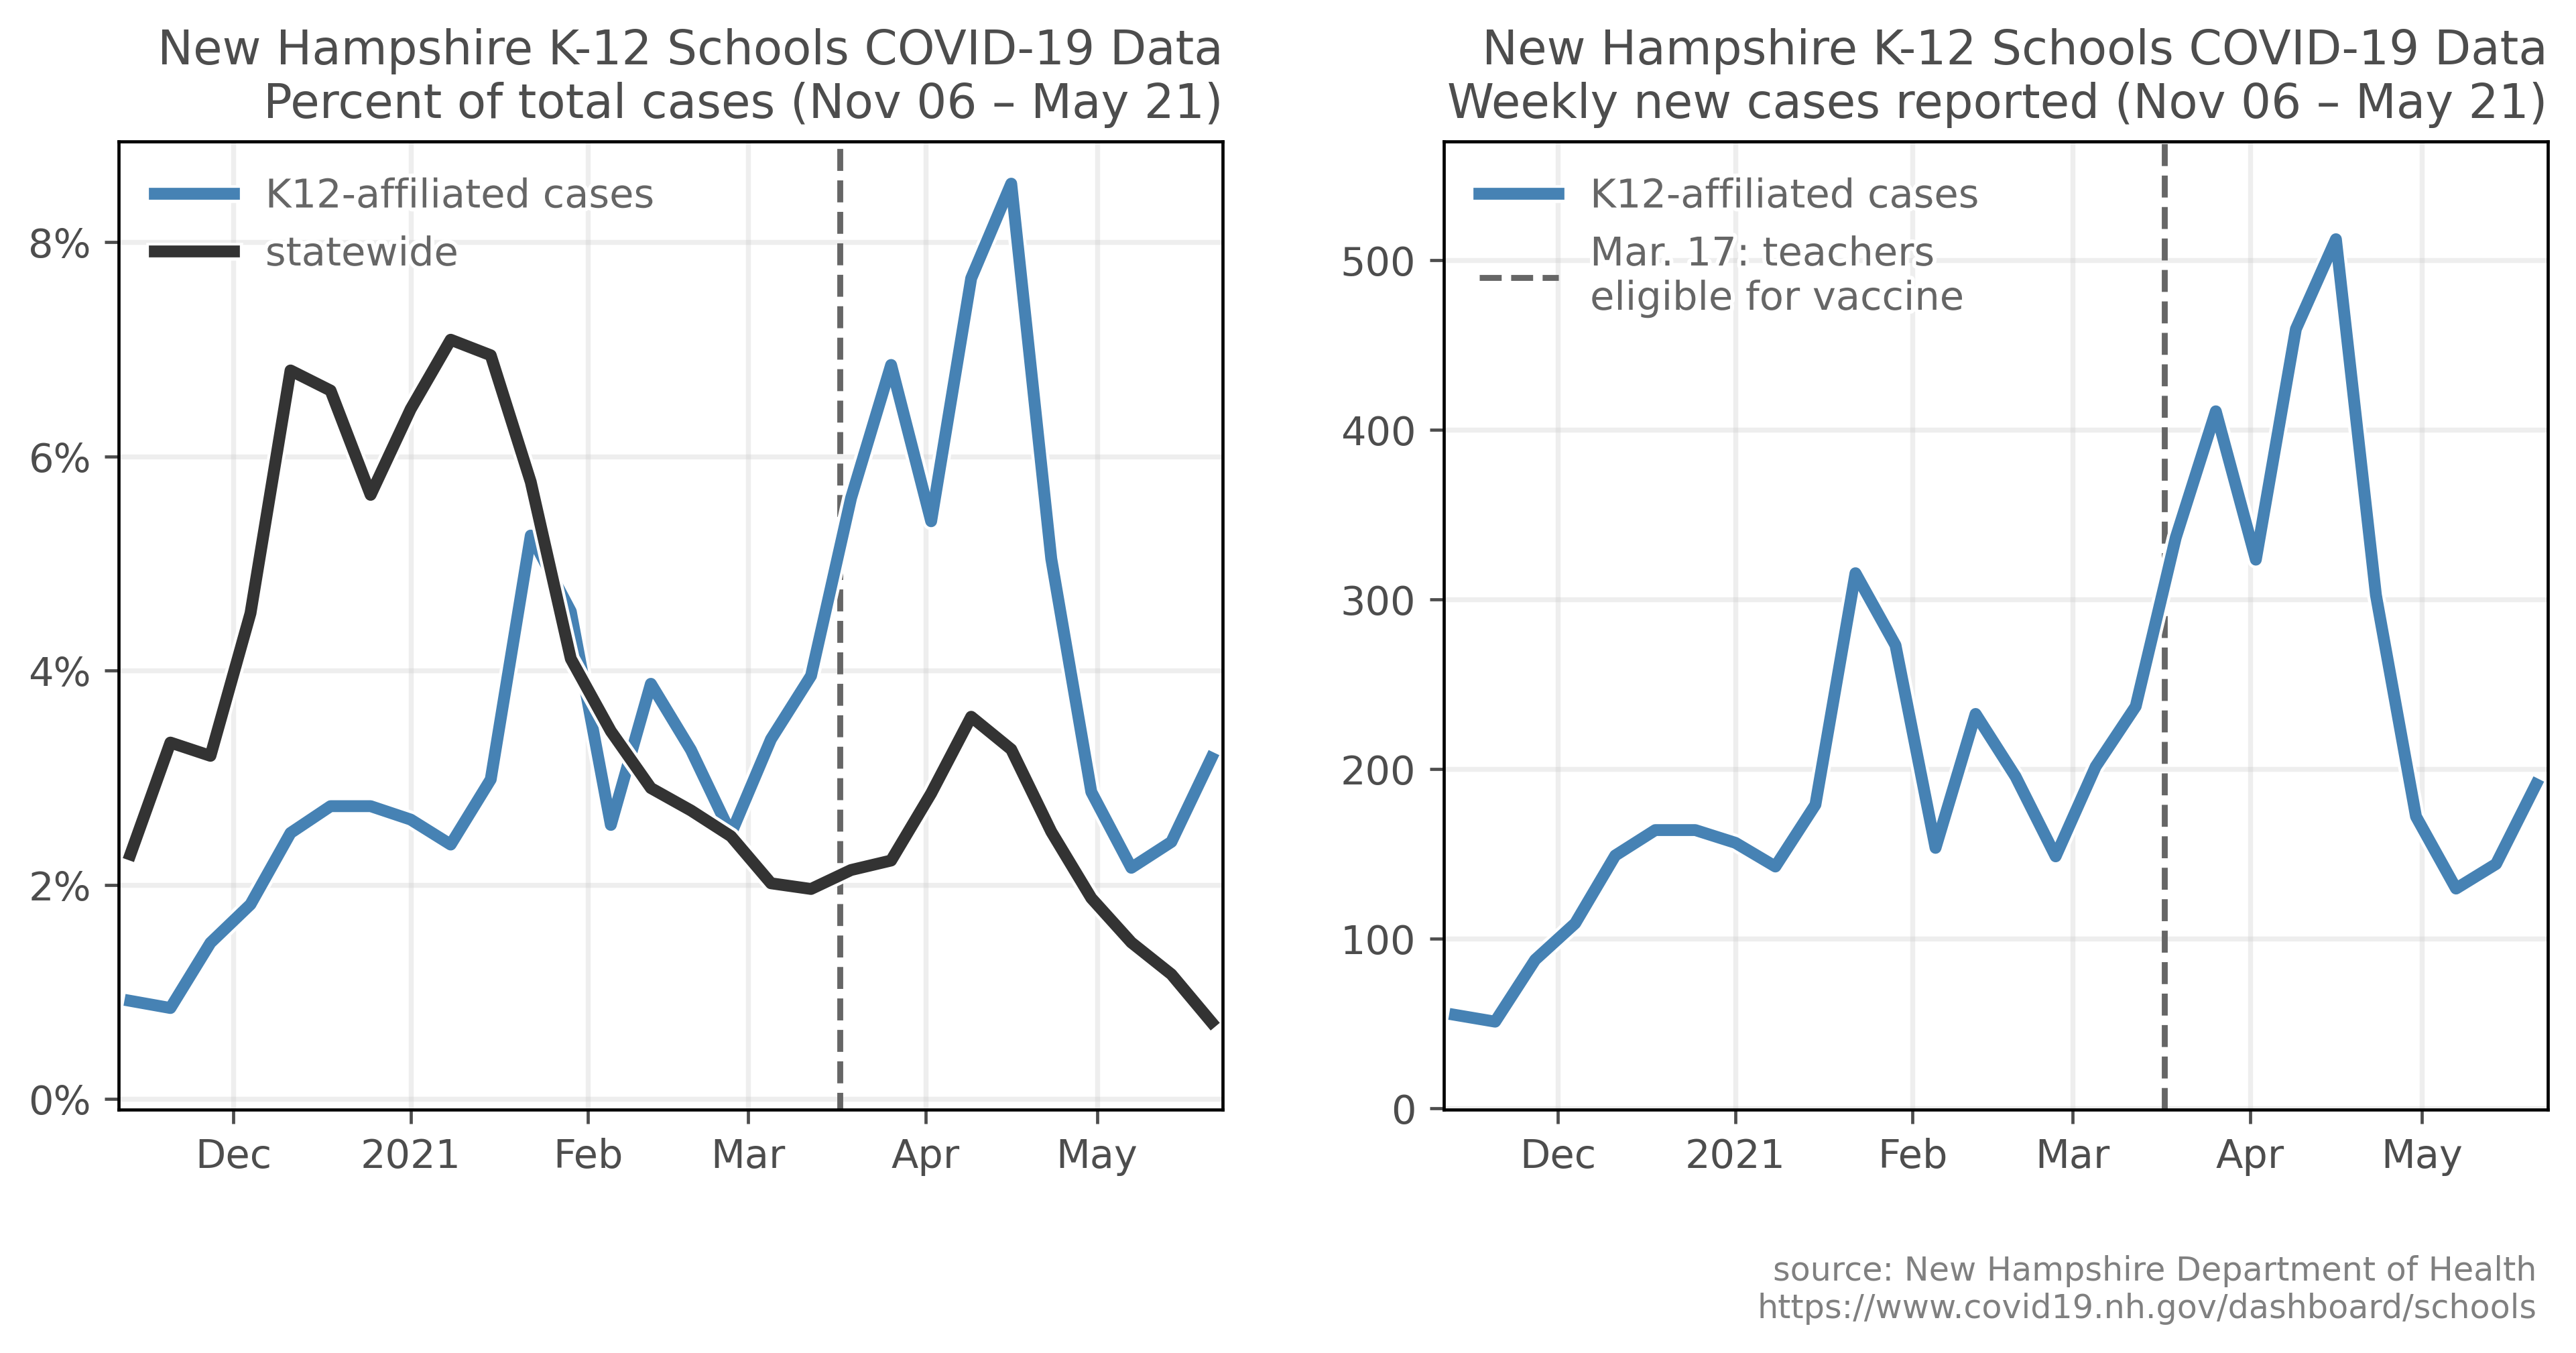 New Hampshire K-12 Schools COVID-19 Data
Percent of total cases (Nov 06 – May 21)
K12-affiliated cases
statewide
8%
6%
4%
2%
0%
Dec
2021
Feb
Mar
Apr
May
New Hampshire K-12 Schools COVID-19 Data
Weekly new cases reported (Nov 06 – May 21)
K12-affiliated cases
Mar. 17: teachers
eligible for vaccine
500
400
300
200
100
0
Dec
2021
Feb
Mar
Apr
May
source: New Hampshire Department of Health
https://www.covid19.nh.gov/dashboard/schools